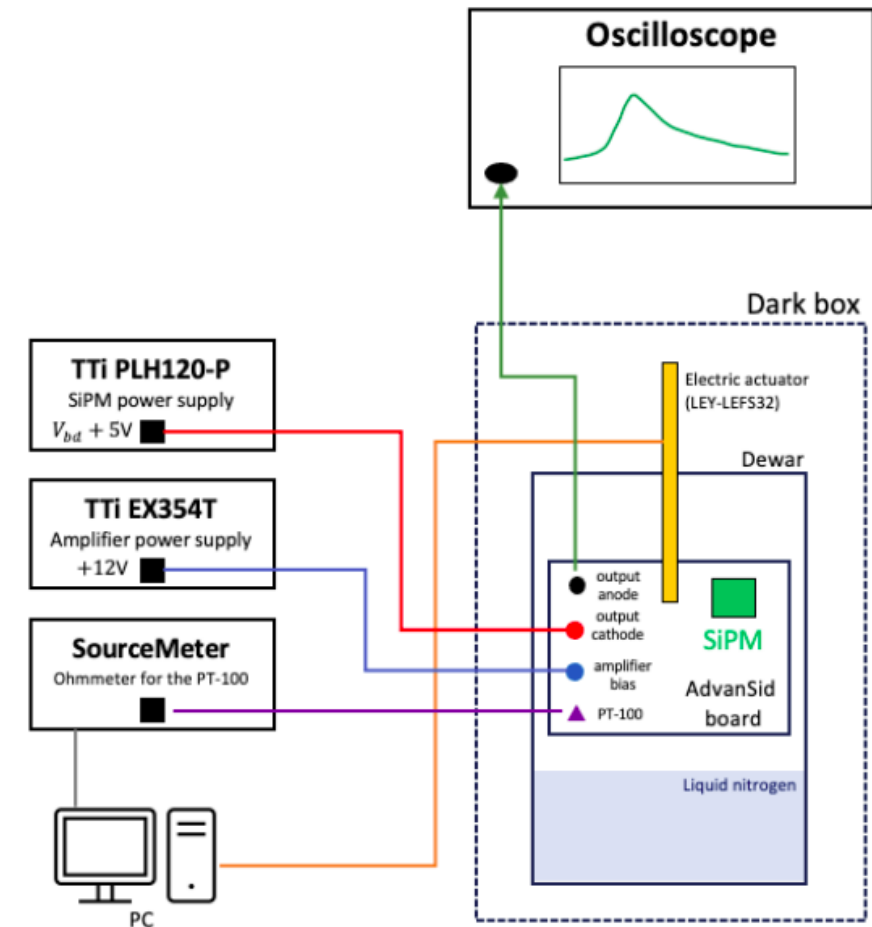 Oscilloscope
Dark box
TTi PLH120-P
SiPM power supply
V_bd + 5V
Electric actuator
(LEY-LEFS32)
Dewar
TTi EX354T
Amplifier power supply
+12V
output
anode
output
cathode
SiPM
SourceMeter
Ohmmeter for the PT-100
amplifier
bias
AdvanSid
board
PT-100
Liquid nitrogen
PC